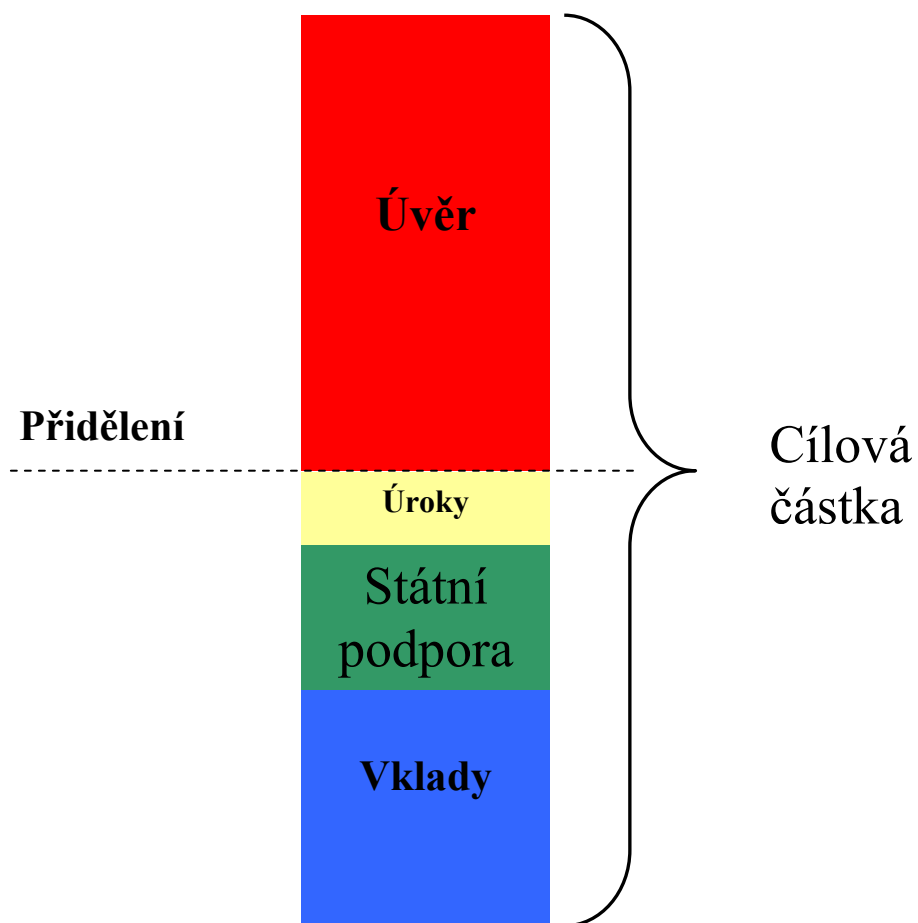 Úvěr
Přidělení
Cílová
částka
Úroky
Státní
podpora
Vklady